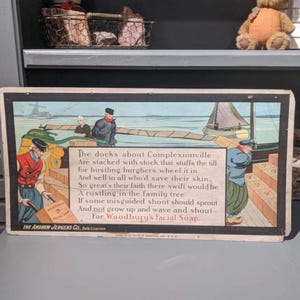 The docks about Complexionville
Are stacked with stock that stuffs the till
For hustling burghers wheel it in
And sell to all who'd save their skin,
So great's their faith there swift would be
A rustling in the family tree
If some misguided shoot should sprout
And not grow up and wave and shout—
For Woodbury's Facial Soap.
THE ANDREW JERGENS CO.,